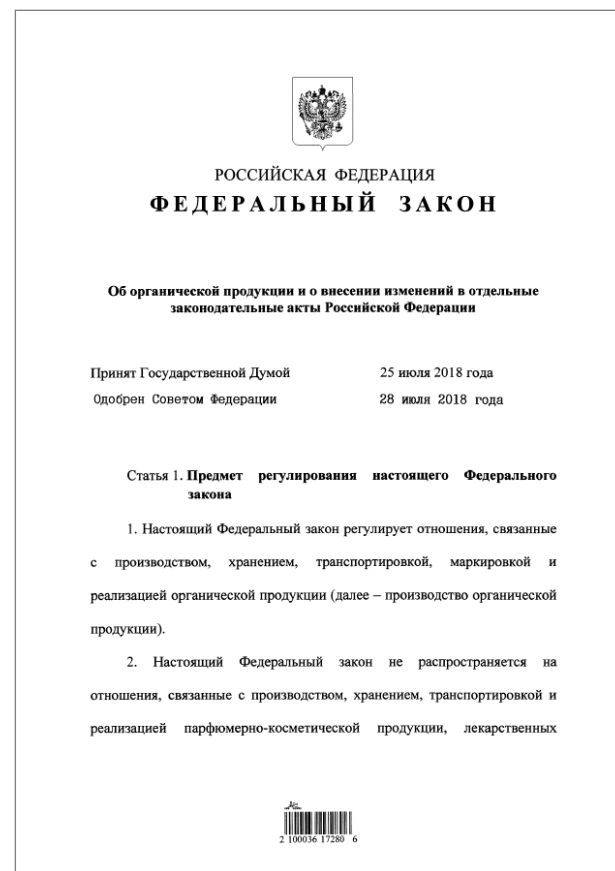 РОССИЙСКАЯ ФЕДЕРАЦИЯ
ФЕДЕРАЛЬНЫЙ ЗАКОН
Об органической продукции и о внесении изменений в отдельные
законодательные акты Российской Федерации
Принят Государственной Думой 25 июля 2018 года
Одобрен Советом Федерации 28 июля 2018 года
Статья 1. Предмет регулирования настоящего Федерального
закона
1. Настоящий Федеральный закон регулирует отношения, связанные
с производством, хранением, транспортировкой, маркировкой и
реализацией органической продукции (далее – производство органической
продукции).
2. Настоящий Федеральный закон не распространяется на
отношения, связанные с производством, хранением, транспортировкой и
реализацией парфюмерно-косметической продукции, лекарственных
2 100036 17280 6